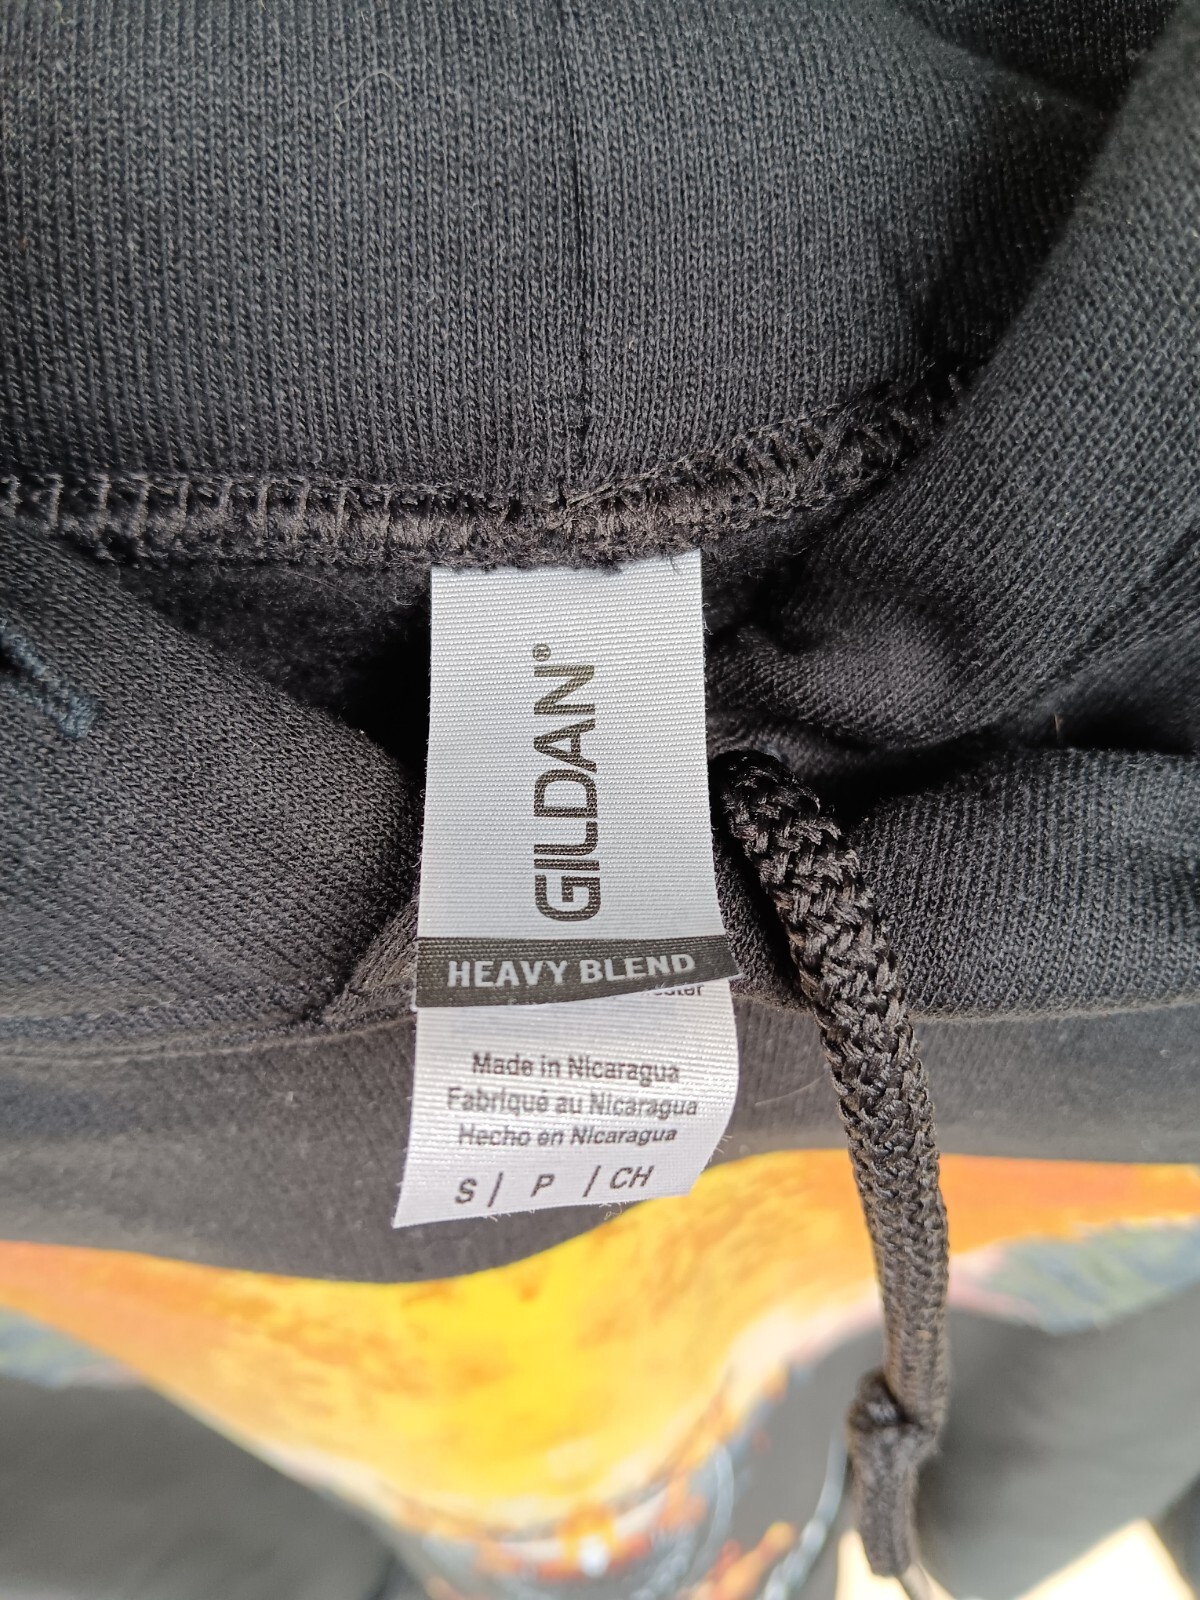 GILDAN®
HEAVY BLEND
Made in Nicaragua
Fabriqué au Nicaragua
Hecho en Nicaragua
S / P / CH